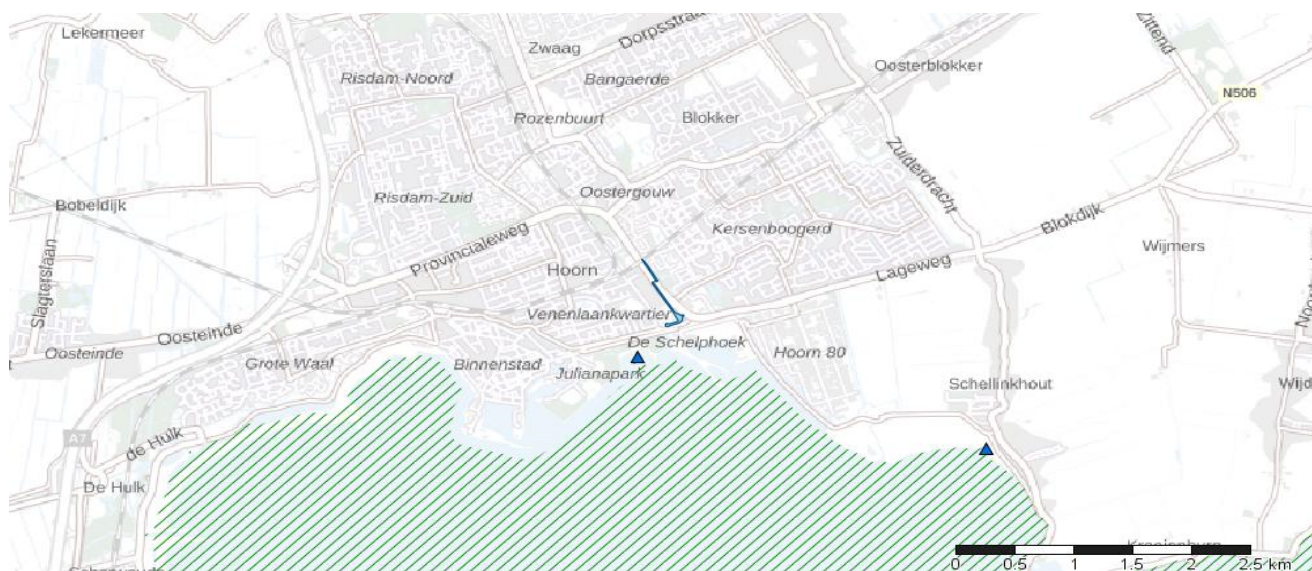 Lekermeer
Zwaag
Zittend
Risdam-Noord
Bangaerde
Oosterblokker
N506
Rozenbuurt
Blokker
Zuiderdracht
Bobeldijk
Risdam-Zuid
Oostergouw
Kersenboogerd
Blokdijk
Wijmers
Provincialeweg
Hoorn
Lageweg
Slagterslaan
Oosteinde
Venenlaankwartier
Oosteinde
Grote Waal
Binnenstad
De Schelphoek
Julianapark
Hoorn 80
Schellinkhout
A7
de Hulk
De Hulk
0 0.5 1 1.5 2 2.5 km